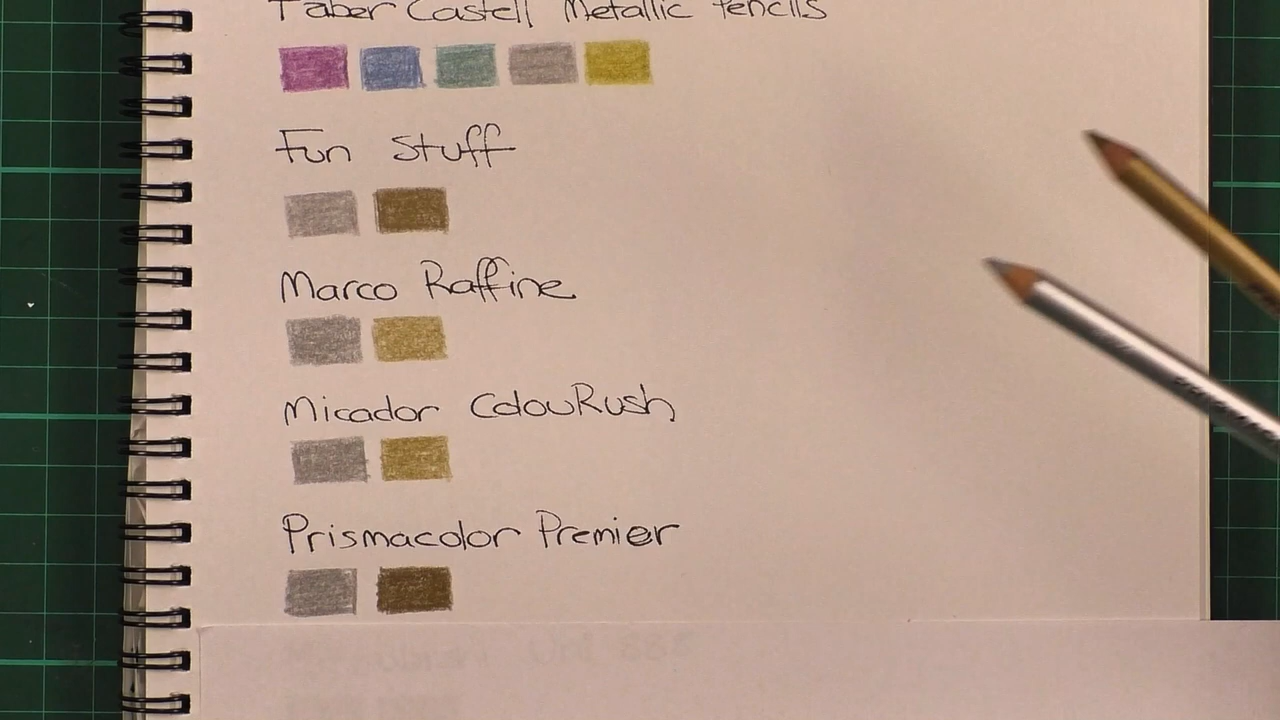 Faber Castell Metallic Pencils
Fun Stuff
Marco Raffine
Micador ColouRush
Prismacolor Premier